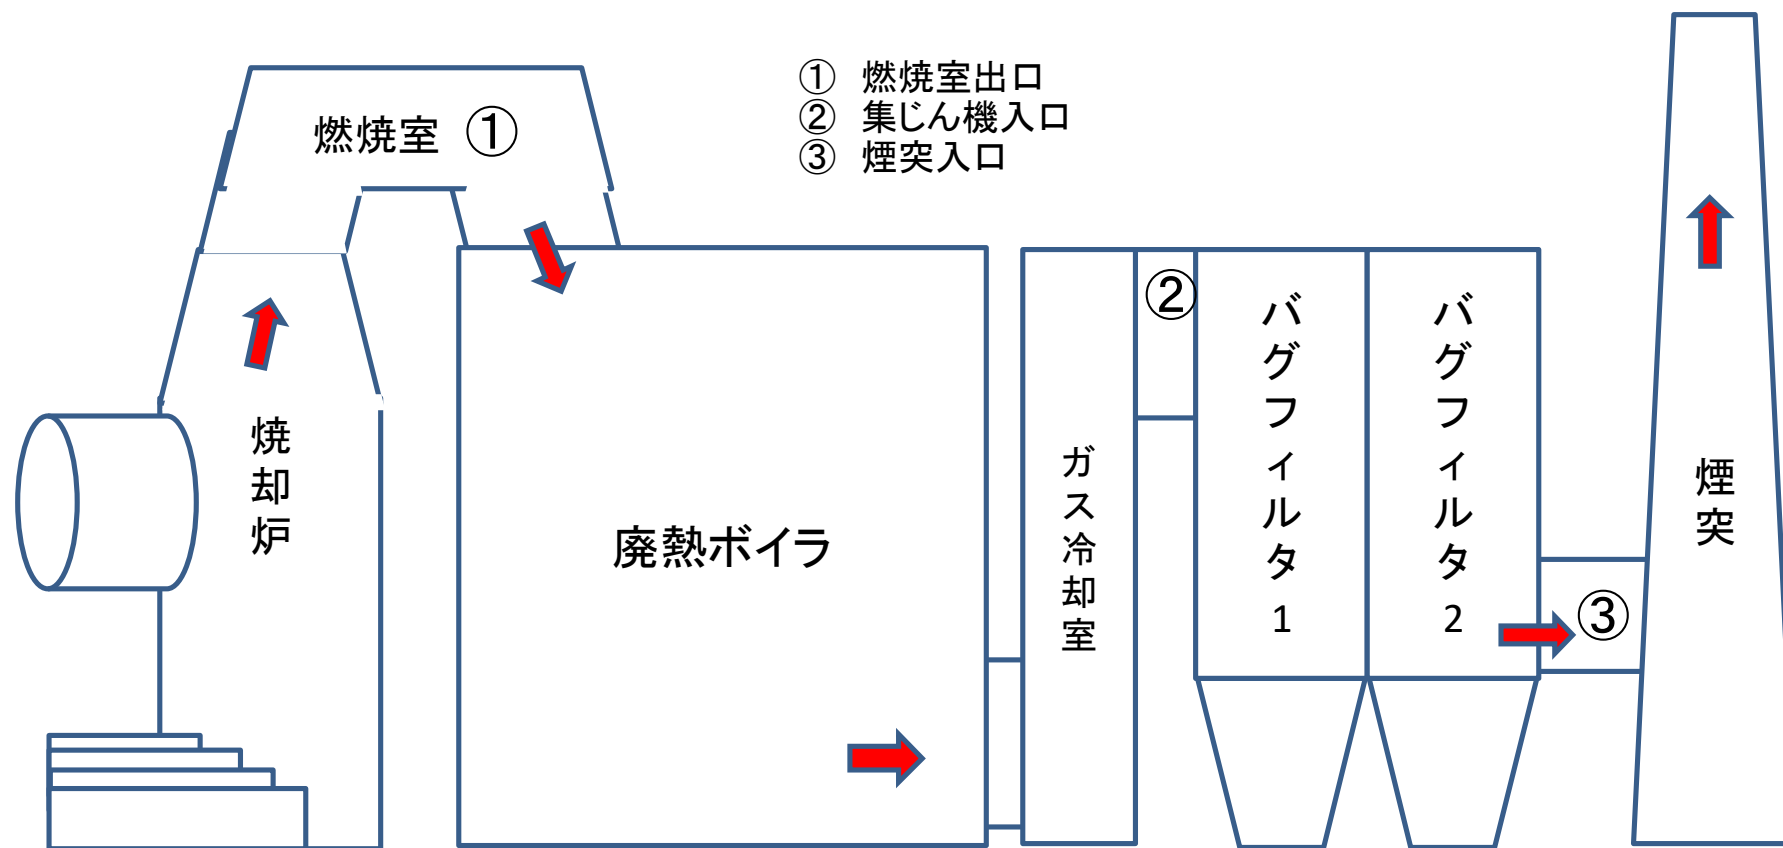 ① 燃焼室出口
② 集じん機入口
③ 煙突入口
燃焼室 ①
焼却炉
廃熱ボイラ
ガス冷却室
②
バグフィルタ1
バグフィルタ2
③
煙突